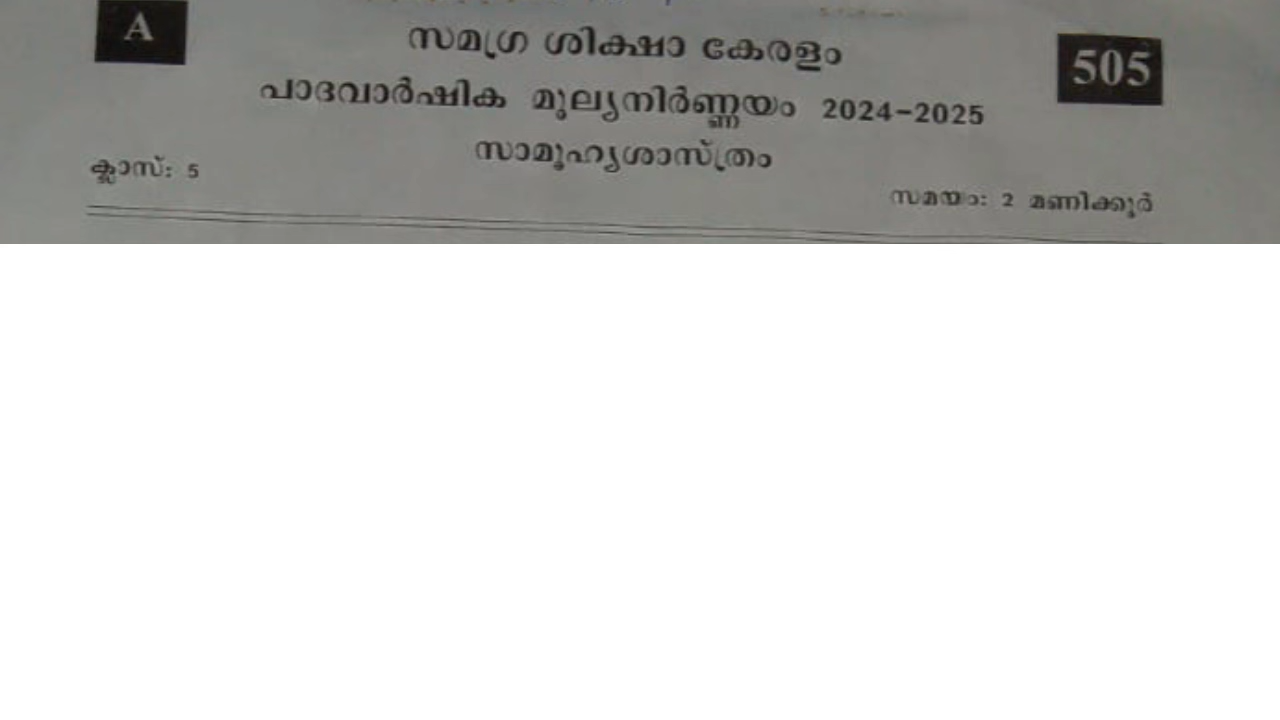 A
സമഗ്ര ശിക്ഷാ കേരളം
505
പാദവാർഷിക മൂല്യനിർണ്ണയം 2024-2025
സാമൂഹ്യശാസ്ത്രം
ക്ലാസ്: 5
സമയം: 2 മണിക്കൂർ